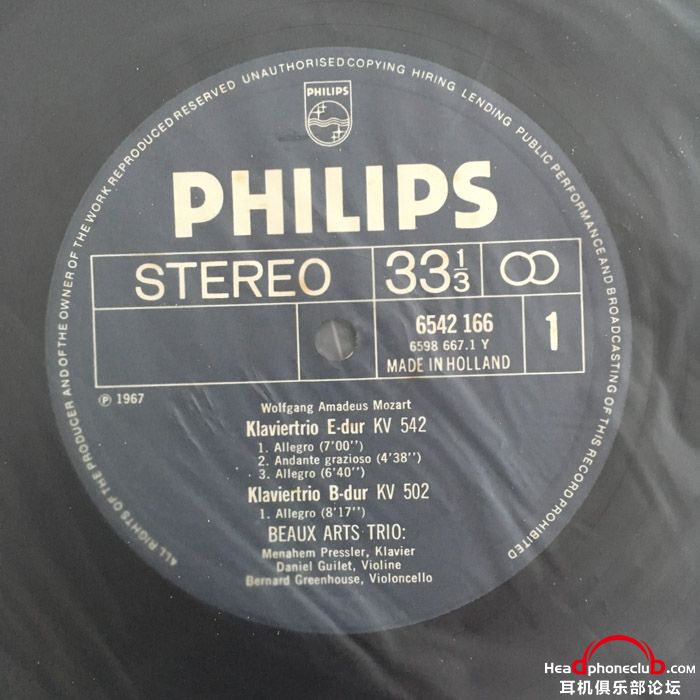 ALL RIGHTS OF THE PRODUCER AND OF THE OWNER OF THE WORK REPRODUCED RESERVED UNAUTHORISED COPYING HIRING LENDING PUBLIC PERFORMANCE AND BROADCASTING OF THIS RECORD PROHIBITED
PHILIPS
PHILIPS
STEREO
33 1/3
6542 166
6598 667.1 Y
1
MADE IN HOLLAND
Ⓟ 1967
Wolfgang Amadeus Mozart
Klaviertrio E-dur KV 542
1. Allegro (7'00'')
2. Andante grazioso (4'38'')
3. Allegro (6'40'')
Klaviertrio B-dur KV 502
1. Allegro (8'17'')
BEAUX ARTS TRIO:
Menahem Pressler, Klavier
Daniel Guilet, Violine
Bernard Greenhouse, Violoncello
Headphoneclub.com
耳机俱乐部论坛